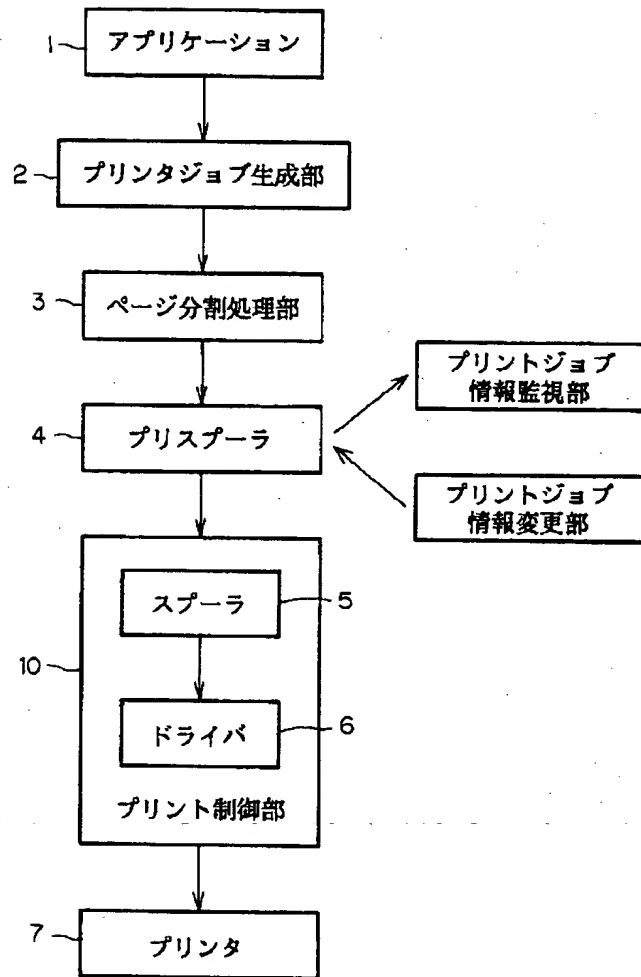 1
アプリケーション
2
プリンタジョブ生成部
3
ページ分割処理部
4
プリスプーラ
プリントジョブ
情報監視部
プリントジョブ
情報変更部
10
スプーラ
5
ドライバ
6
プリント制御部
7
プリンタ